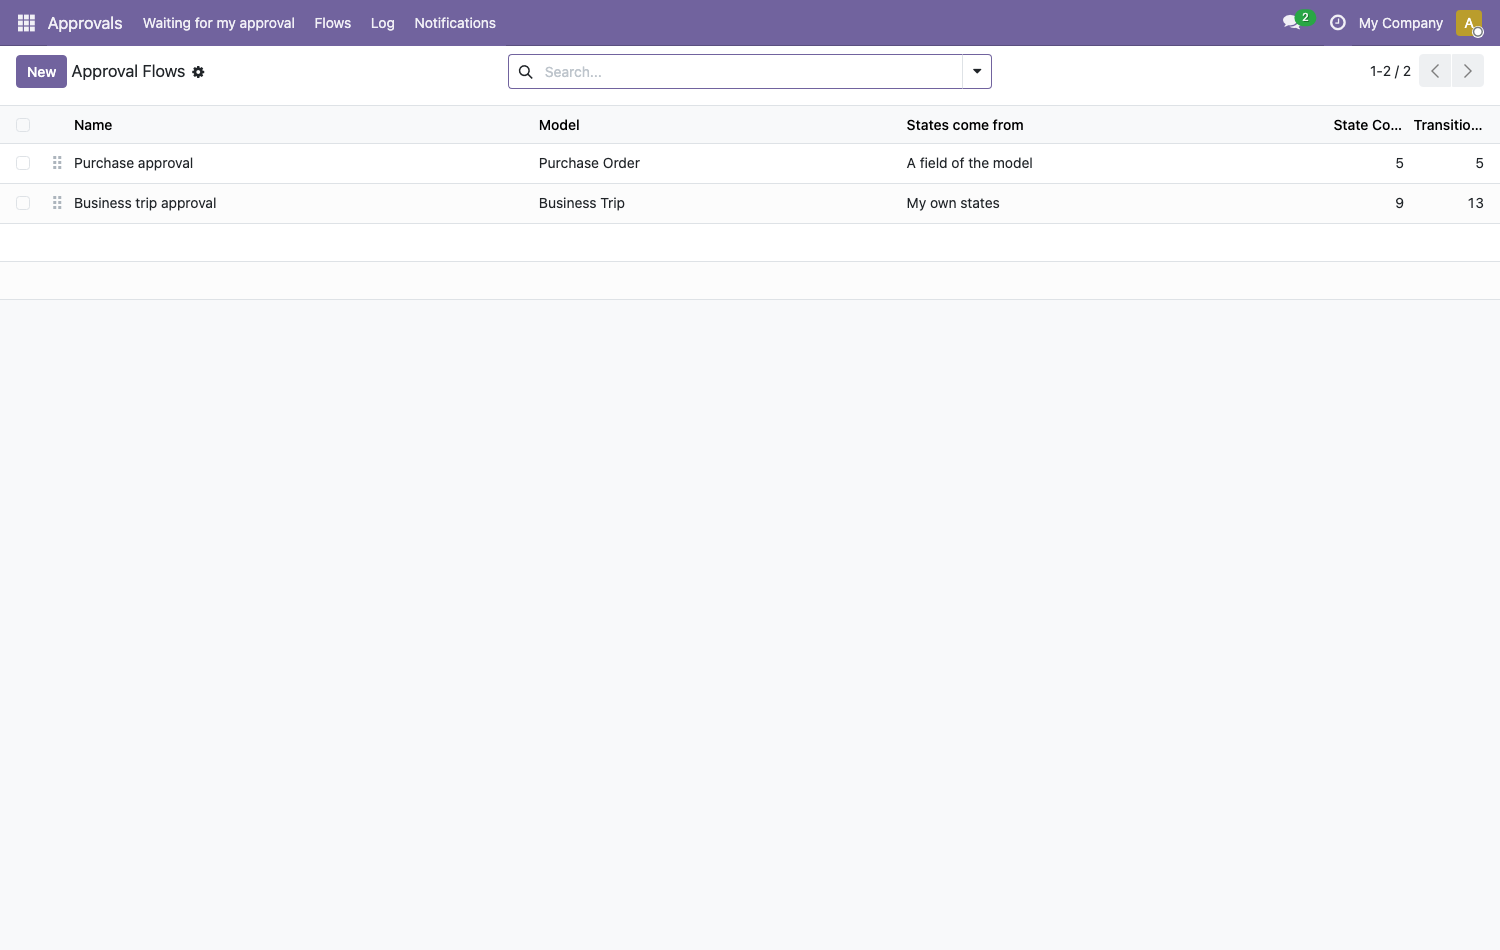 Approvals Waiting for my approval Flows Log Notifications 2 My Company A
New Approval Flows Search... 1-2 / 2
Name Model States come from State Co... Transitio...
Purchase approval Purchase Order A field of the model 5 5
Business trip approval Business Trip My own states 9 13